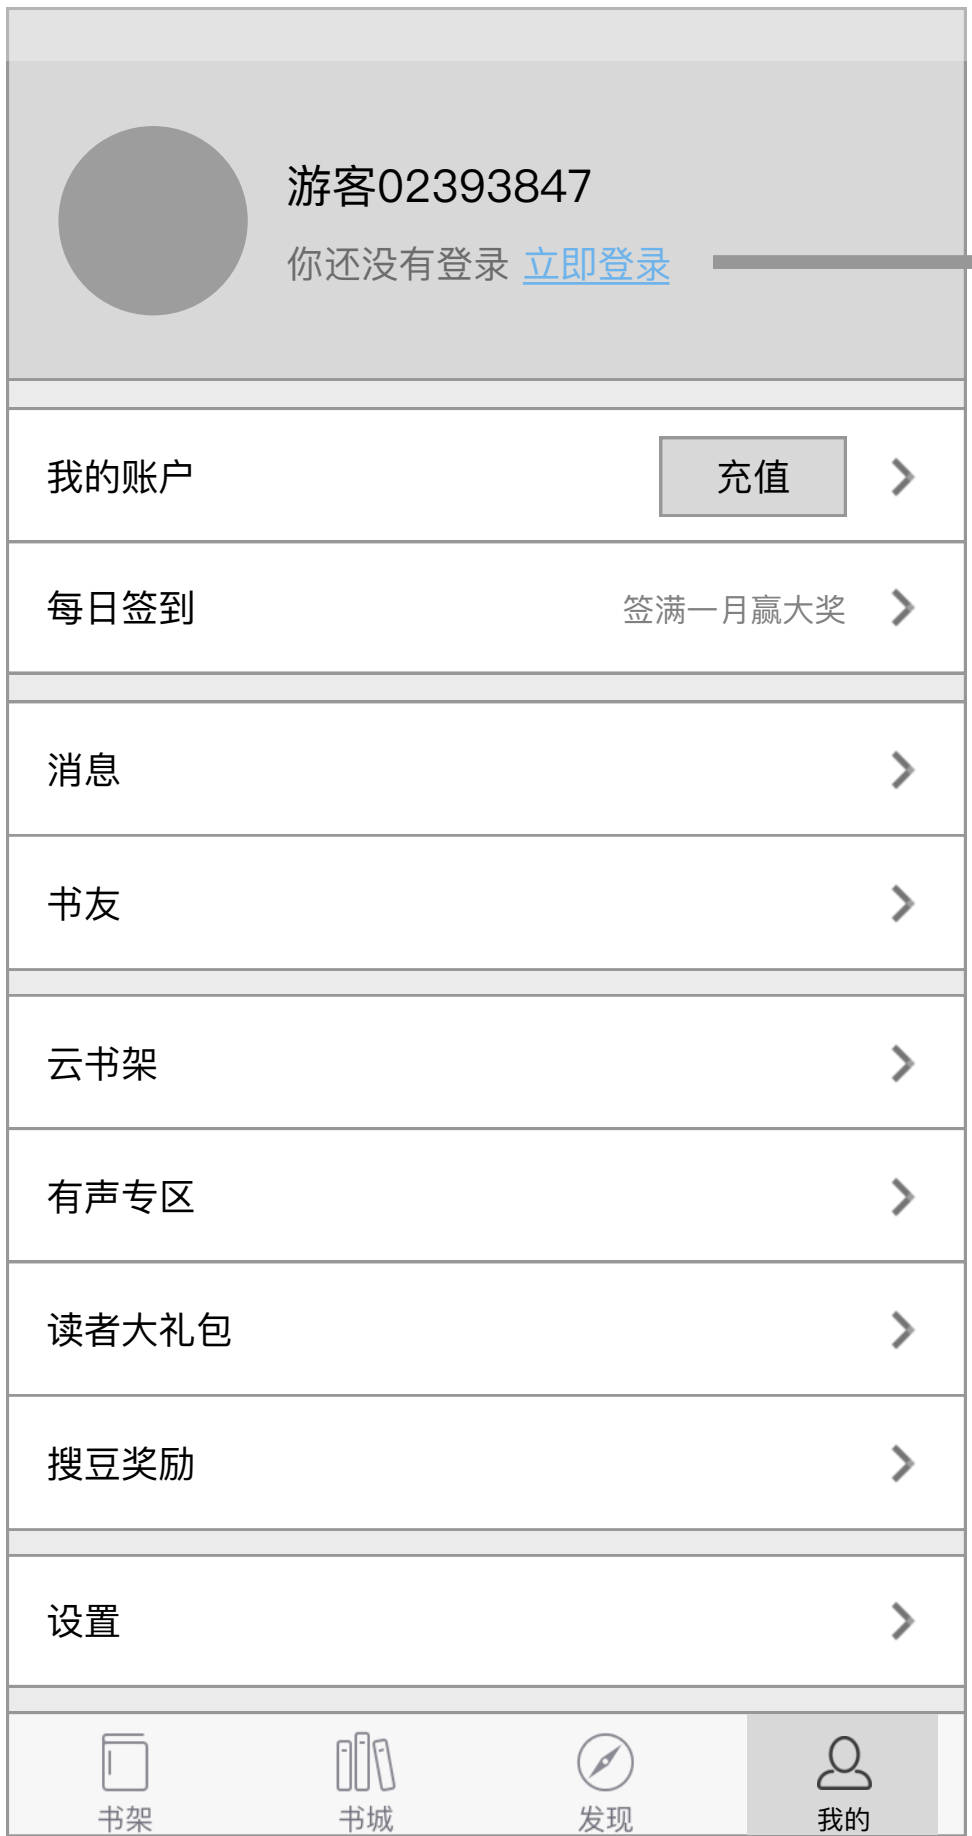 游客02393847
你还没有登录 立即登录
我的账户 充值
每日签到 签满一月赢大奖
消息
书友
云书架
有声专区
读者大礼包
搜豆奖励
设置
书架 书城 发现 我的